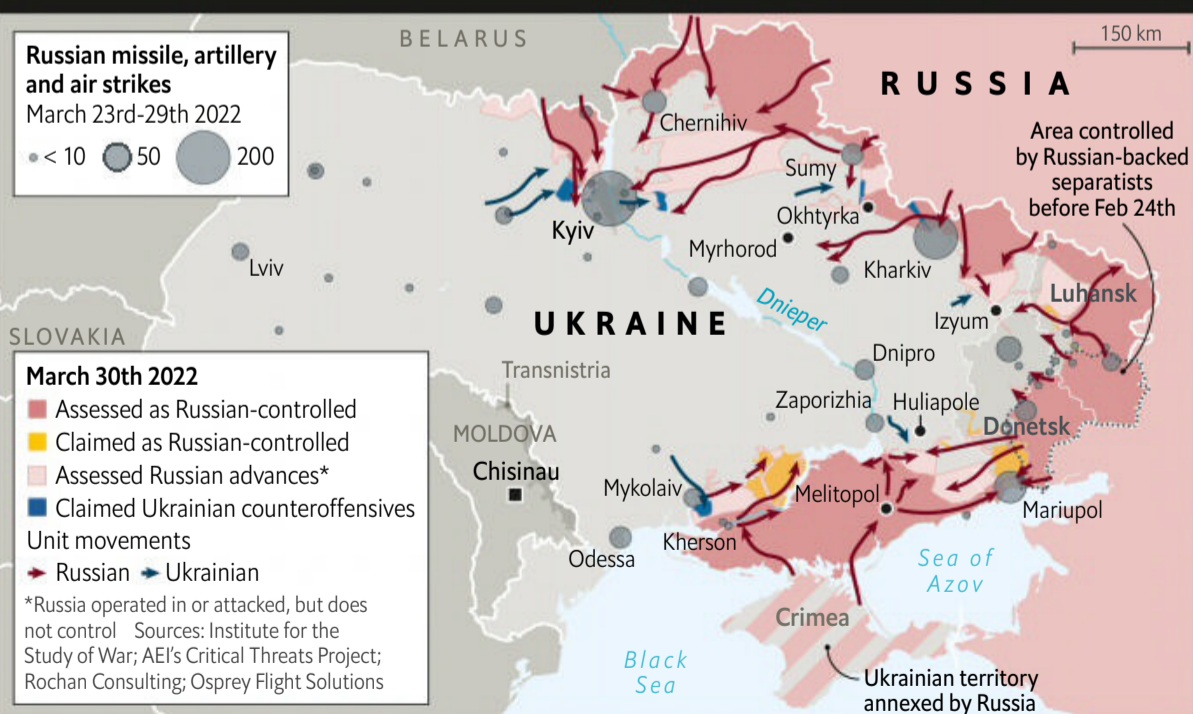 Russian missile, artillery
and air strikes
March 23rd-29th 2022
< 10 50 200
BELARUS
150 km
RUSSIA
Area controlled
by Russian-backed
separatists
before Feb 24th
Chernihiv
Sumy
Okhtyrka
Kyiv
Myrhorod
Kharkiv
Lviv
Luhansk
Dnieper
UKRAINE
Izyum
SLOVAKIA
Dnipro
Transnistria
Zaporizhia
Huliapole
Donetsk
MOLDOVA
Chisinau
Mykolaiv
Melitopol
Mariupol
Kherson
Odessa
Sea of
Azov
Crimea
Black
Sea
Ukrainian territory
annexed by Russia
March 30th 2022
Assessed as Russian-controlled
Claimed as Russian-controlled
Assessed Russian advances*
Claimed Ukrainian counteroffensives
Unit movements
Russian Ukrainian
*Russia operated in or attacked, but does
not control Sources: Institute for the
Study of War; AEI’s Critical Threats Project;
Rochan Consulting; Osprey Flight Solutions